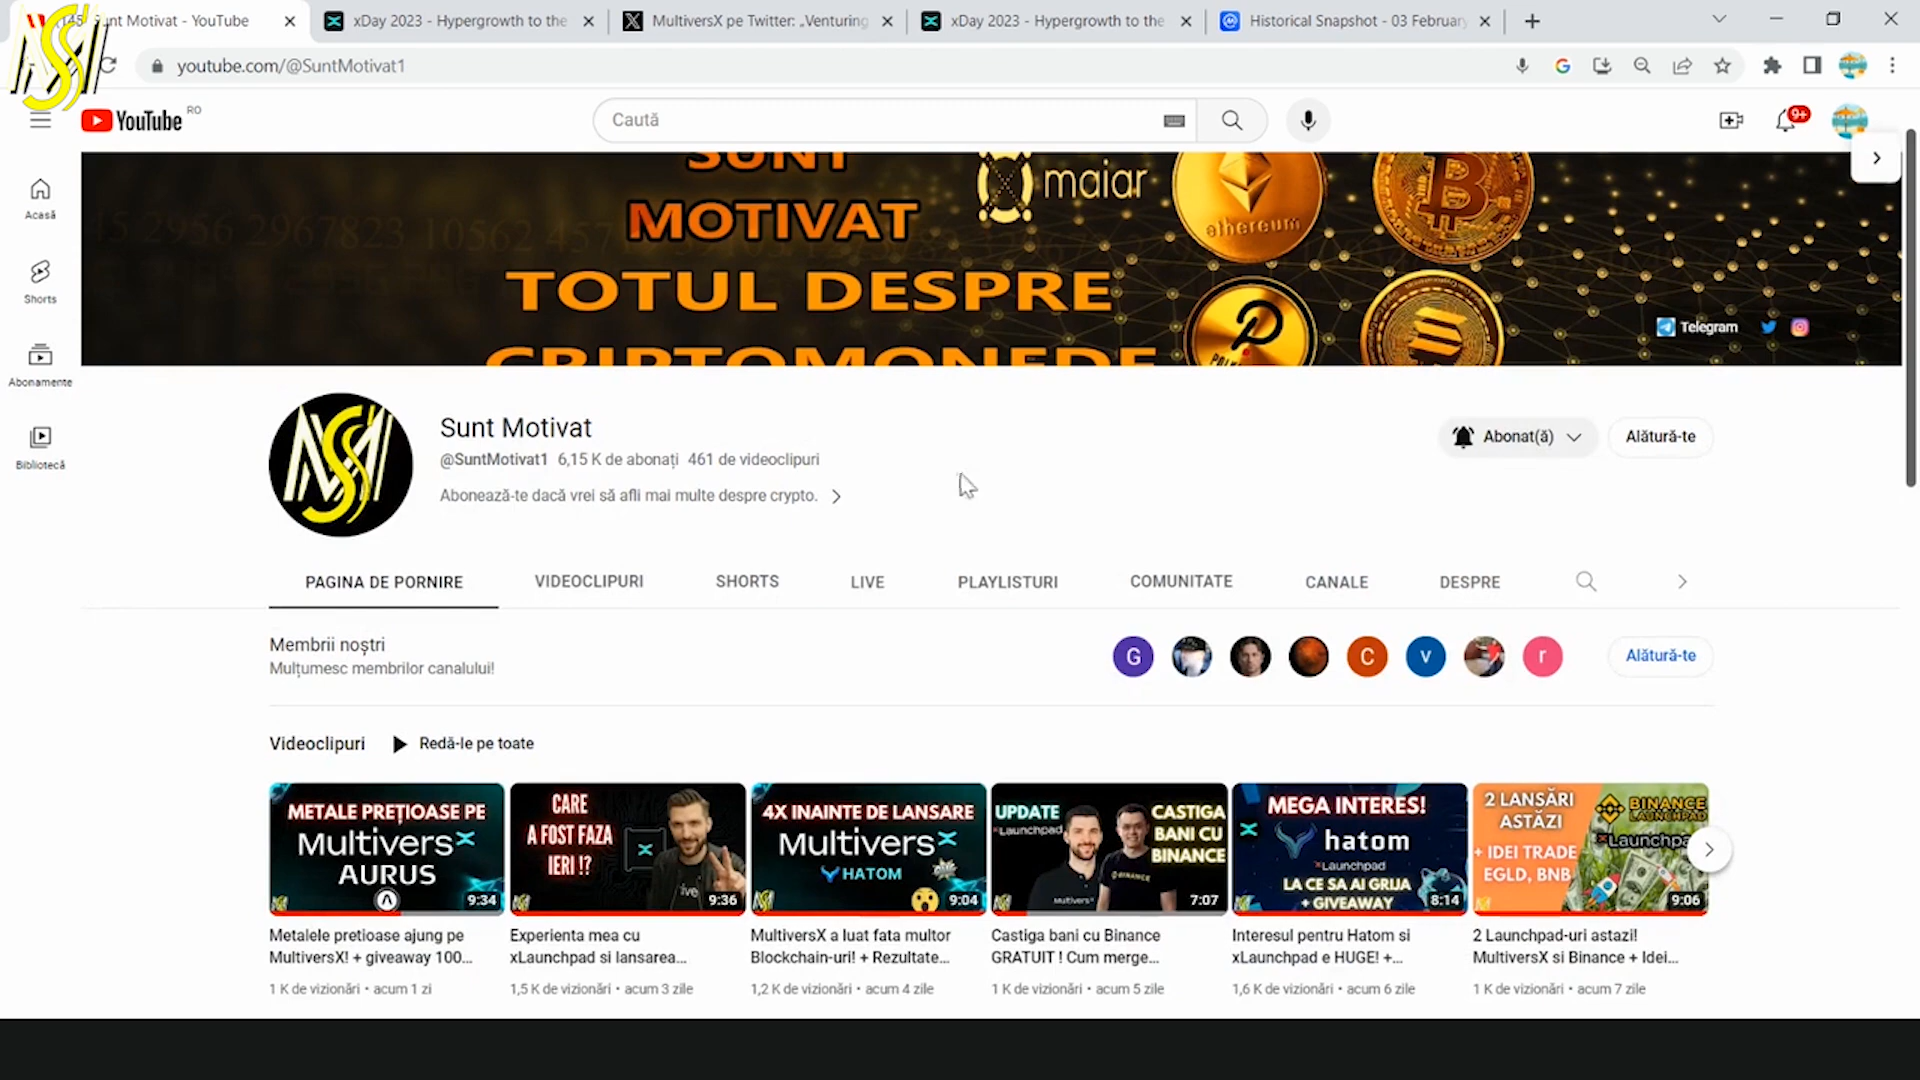 (145) Sunt Motivat - YouTube
xDay 2023 - Hypergrowth to the
MultiversX pe Twitter: „Venturing
xDay 2023 - Hypergrowth to the
Historical Snapshot - 03 February
youtube.com/@SuntMotivat1
YouTube RO
Caută
9+
SUNT
MOTIVAT
TOTUL DESPRE
CRIPTOMONEDE
maiar
ethereum
Telegram
Acasă
Shorts
Abonamente
Bibliotecă
Sunt Motivat
@SuntMotivat1 6,15 K de abonați 461 de videoclipuri
Abonează-te dacă vrei să afli mai multe despre crypto.
Abonat(ă)
Alătură-te
PAGINA DE PORNIRE VIDEOCLIPURI SHORTS LIVE PLAYLISTURI COMUNITATE CANALE DESPRE
Membrii noștri
Mulțumesc membrilor canalului!
G
C
v
r
Alătură-te
Videoclipuri
Redă-le pe toate
METALE PREȚIOASE PE
MultiversX
AURUS
9:34
Metalele pretioase ajung pe
MultiversX! + giveaway 100...
1 K de vizionări • acum 1 zi
CARE
A FOST FAZA
IERI !?
9:36
Experienta mea cu
xLaunchpad si lansarea...
1,5 K de vizionări • acum 3 zile
4X INAINTE DE LANSARE
MultiversX
HATOM
9:04
MultiversX a luat fata multor
Blockchain-uri! + Rezultate...
1,2 K de vizionări • acum 4 zile
UPDATE
xLaunchpad
CASTIGA
BANI CU
BINANCE
BINANCE
MultiversX
7:07
Castiga bani cu Binance
GRATUIT ! Cum merge...
1 K de vizionări • acum 5 zile
MEGA INTERES!
hatom
xLaunchpad
LA CE SA AI GRIJA
+ GIVEAWAY
8:14
Interesul pentru Hatom si
xLaunchpad e HUGE! +...
1,6 K de vizionări • acum 6 zile
2 LANSĂRI
ASTĂZI
+ IDEI TRADE
EGLD, BNB
BINANCE
LAUNCHPAD
9:06
2 Launchpad-uri astazi!
MultiversX si Binance + Idei...
1 K de vizionări • acum 7 zile